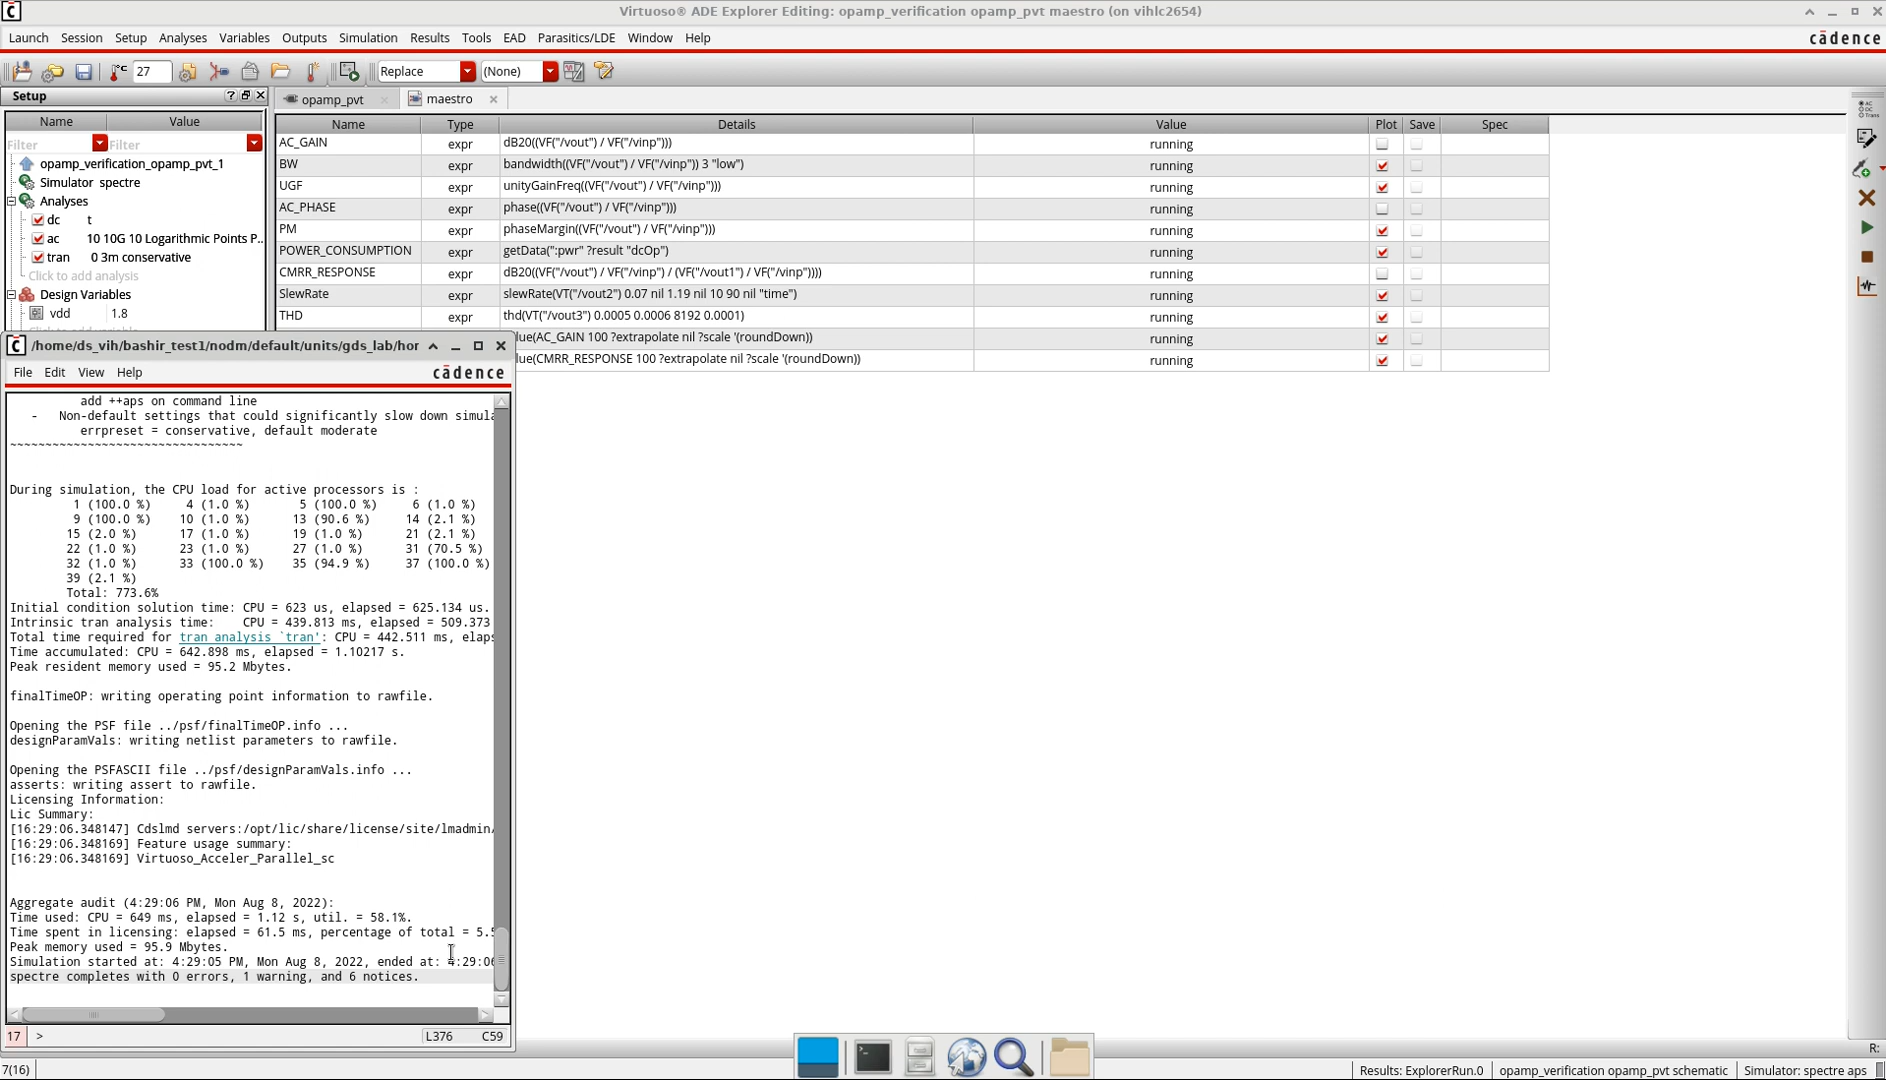 Virtuoso® ADE Explorer Editing: opamp_verification opamp_pvt maestro (on vihlc2654)
Launch Session Setup Analyses Variables Outputs Simulation Results Tools EAD Parasitics/LDE Window Help cādence
°C 27 Replace (None)
Setup
opamp_pvt maestro
Name Value
Name Type Details Value Plot Save Spec
Filter Filter
AC_GAIN expr dB20((VF("/vout") / VF("/vinp"))) running
opamp_verification_opamp_pvt_1
BW expr bandwidth((VF("/vout") / VF("/vinp")) 3 "low") running
Simulator spectre
UGF expr unityGainFreq((VF("/vout") / VF("/vinp"))) running
Analyses
AC_PHASE expr phase((VF("/vout") / VF("/vinp"))) running
dc t
PM expr phaseMargin((VF("/vout") / VF("/vinp"))) running
ac 10 10G 10 Logarithmic Points P..
POWER_CONSUMPTION expr getData(":pwr" ?result "dcOp") running
tran 0 3m conservative
CMRR_RESPONSE expr dB20((VF("/vout") / VF("/vinp") / (VF("/vout1") / VF("/vinp")))) running
Click to add analysis
Design Variables
SlewRate expr slewRate(VT("/vout2") 0.07 nil 1.19 nil 10 90 nil "time") running
vdd 1.8
THD expr thd(VT("/vout3") 0.0005 0.0006 8192 0.0001) running
lue(AC_GAIN 100 ?extrapolate nil ?scale '(roundDown)) running
lue(CMRR_RESPONSE 100 ?extrapolate nil ?scale '(roundDown)) running
/home/ds_vih/bashir_test1/nodm/default/units/gds_lab/hor
File Edit View Help cādence
add ++aps on command line
- Non-default settings that could significantly slow down simula
errpreset = conservative, default moderate
~~~~~~~~~~~~~~~~~~~~~~~~~~~~~~~~~
During simulation, the CPU load for active processors is :
1 (100.0 %) 4 (1.0 %) 5 (100.0 %) 6 (1.0 %)
9 (100.0 %) 10 (1.0 %) 13 (90.6 %) 14 (2.1 %)
15 (2.0 %) 17 (1.0 %) 19 (1.0 %) 21 (2.1 %)
22 (1.0 %) 23 (1.0 %) 27 (1.0 %) 31 (70.5 %)
32 (1.0 %) 33 (100.0 %) 35 (94.9 %) 37 (100.0 %)
39 (2.1 %)
Total: 773.6%
Initial condition solution time: CPU = 623 us, elapsed = 625.134 us.
Intrinsic tran analysis time: CPU = 439.813 ms, elapsed = 509.373
Total time required for tran analysis `tran': CPU = 442.511 ms, elaps
Time accumulated: CPU = 642.898 ms, elapsed = 1.10217 s.
Peak resident memory used = 95.2 Mbytes.
finalTimeOP: writing operating point information to rawfile.
Opening the PSF file ../psf/finalTimeOP.info ...
designParamVals: writing netlist parameters to rawfile.
Opening the PSFASCII file ../psf/designParamVals.info ...
asserts: writing assert to rawfile.
Licensing Information:
Lic Summary:
[16:29:06.348147] Cdslmd servers:/opt/lic/share/license/site/lmadmin/
[16:29:06.348169] Feature usage summary:
[16:29:06.348169] Virtuoso_Acceler_Parallel_sc
Aggregate audit (4:29:06 PM, Mon Aug 8, 2022):
Time used: CPU = 649 ms, elapsed = 1.12 s, util. = 58.1%.
Time spent in licensing: elapsed = 61.5 ms, percentage of total = 5.5
Peak memory used = 95.9 Mbytes.
Simulation started at: 4:29:05 PM, Mon Aug 8, 2022, ended at: 4:29:06
spectre completes with 0 errors, 1 warning, and 6 notices.
17 > L376 C59
R:
7(16) Results: ExplorerRun.0 opamp_verification opamp_pvt schematic Simulator: spectre aps